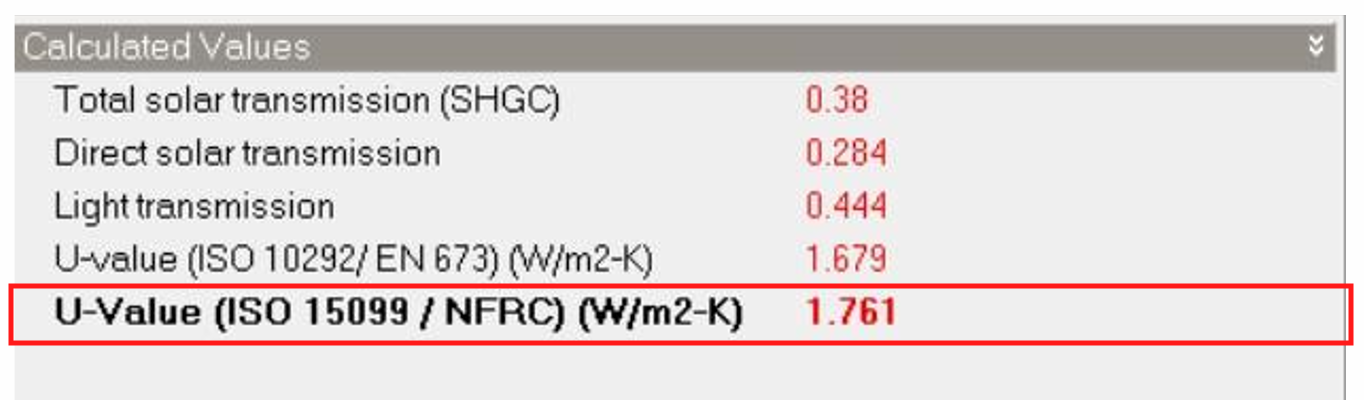 Calculated Values
Total solar transmission (SHGC) 0.38
Direct solar transmission 0.284
Light transmission 0.444
U-value (ISO 10292/ EN 673) (W/m2-K) 1.679
U-Value (ISO 15099 / NFRC) (W/m2-K) 1.761